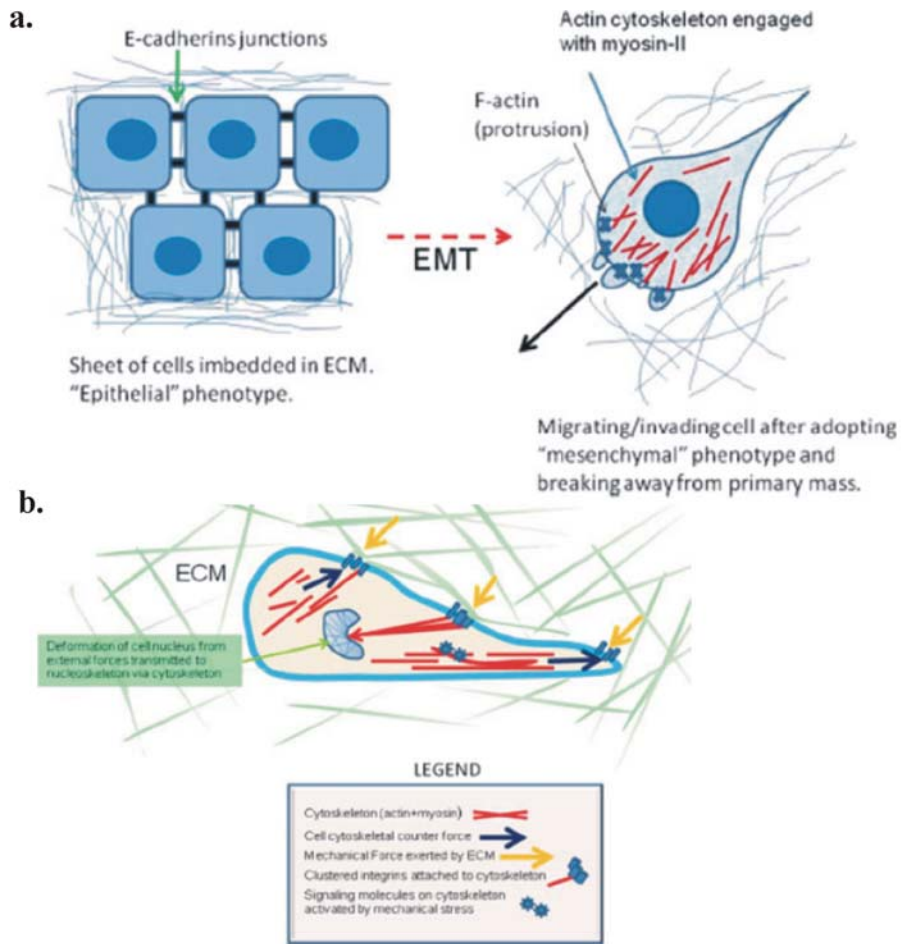 a.
E-cadherins junctions
Actin cytoskeleton engaged
with myosin-II
F-actin
(protrusion)
EMT
Sheet of cells imbedded in ECM.
“Epithelial” phenotype.
Migrating/invading cell after adopting
“mesenchymal” phenotype and
breaking away from primary mass.
b.
ECM
Deformation of cell nucleus from
external forces transmitted to
nucleoskeleton via cytoskeleton
LEGEND
Cytoskeleton (actin+myosin)
Cell cytoskeletal counter force
Mechanical Force exerted by ECM
Clustered integrins attached to cytoskeleton
Signaling molecules on cytoskeleton
activated by mechanical stress